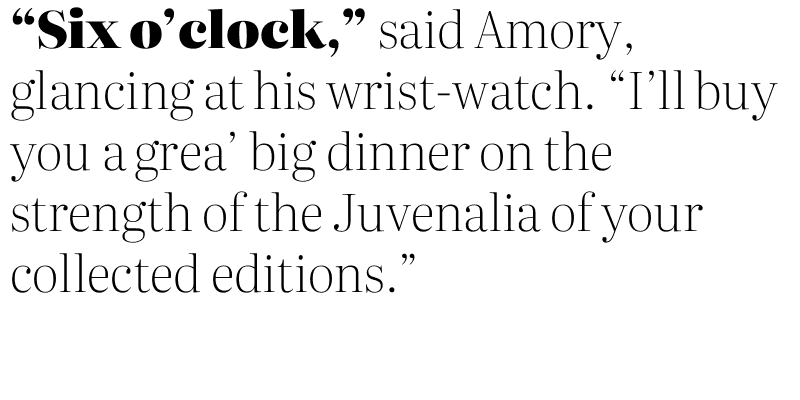 “Six o’clock,” said Amory,
glancing at his wrist-watch. “I’ll buy
you a grea’ big dinner on the
strength of the Juvenalia of your
collected editions.”